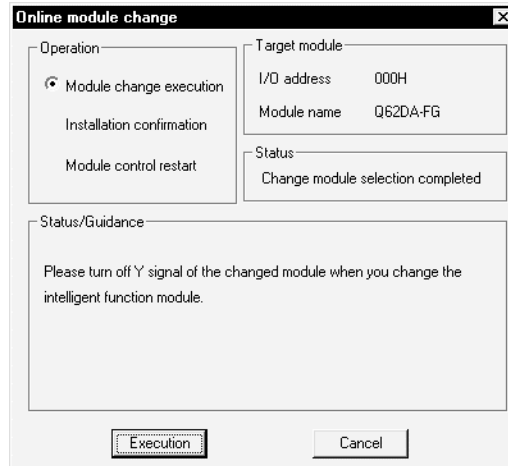 Online module change
Operation
Module change execution
Installation confirmation
Module control restart
Target module
I/O address 000H
Module name Q62DA-FG
Status
Change module selection completed
Status/Guidance
Please turn off Y signal of the changed module when you change the
intelligent function module.
Execution Cancel